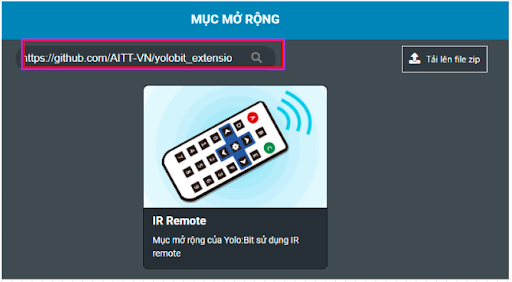 MỤC MỞ RỘNG
https://github.com/AITT-VN/yolobit_extensio
Tải lên file zip
IR Remote
Mục mở rộng của Yolo:Bit sử dụng IR
remote